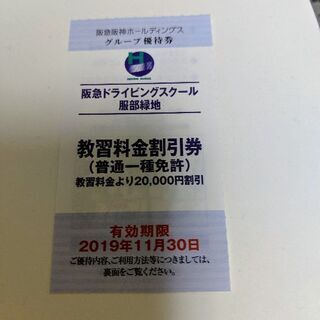 阪急阪神ホールディングス
グループ優待券
阪急ドライビングスクール
服部緑地
教習料金割引券
(普通一種免許)
教習料金より20,000円割引
有効期限
2019年11月30日
ご優待内容、ご利用方法等につきましては、
裏面をご覧ください。